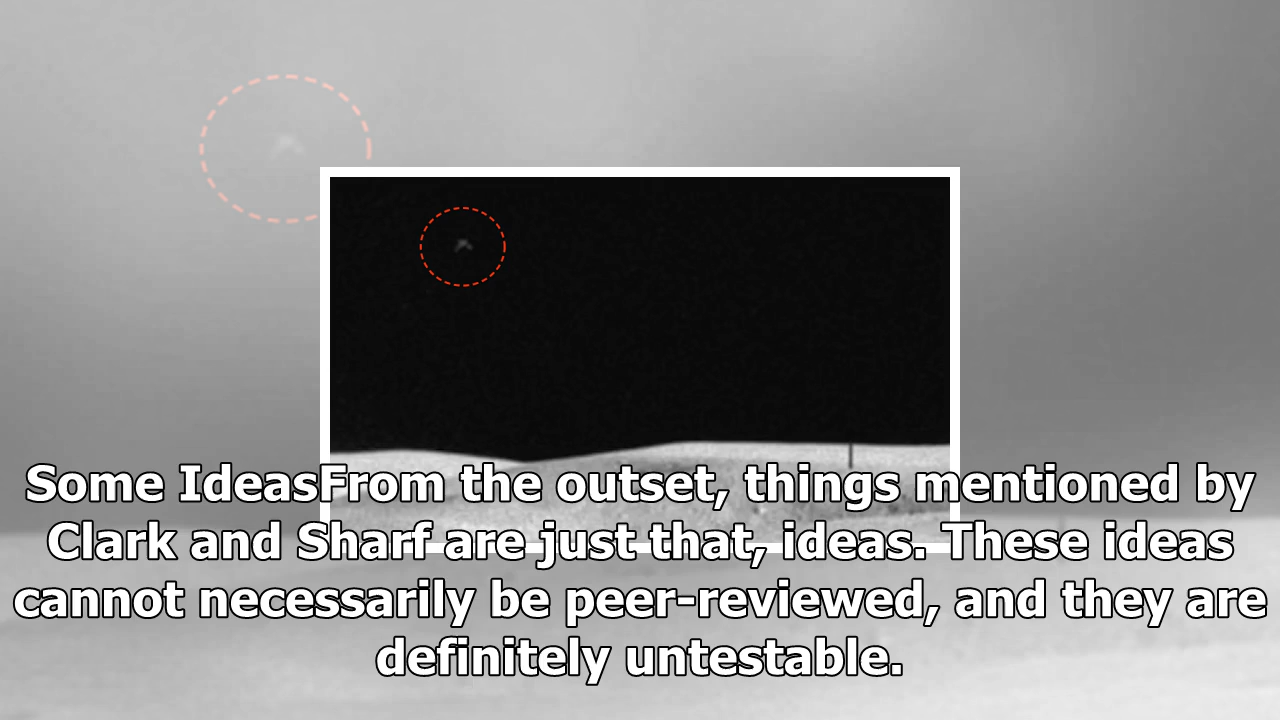 Some IdeasFrom the outset, things mentioned by
Clark and Sharf are just that, ideas. These ideas
cannot necessarily be peer-reviewed, and they are
definitely untestable.